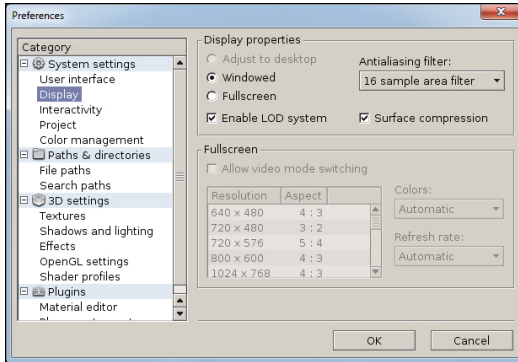 Preferences
Category
System settings
User interface
Display
Interactivity
Project
Color management
Paths & directories
File paths
Search paths
3D settings
Textures
Shadows and lighting
Effects
OpenGL settings
Shader profiles
Plugins
Material editor
Display properties
Adjust to desktop
Windowed
Fullscreen
Antialiasing filter:
16 sample area filter
Enable LOD system
Surface compression
Fullscreen
Allow video mode switching
Resolution Aspect
640 x 480 4 : 3
720 x 480 3 : 2
720 x 576 5 : 4
800 x 600 4 : 3
1024 x 768 4 : 3
Colors:
Automatic
Refresh rate:
Automatic
OK Cancel